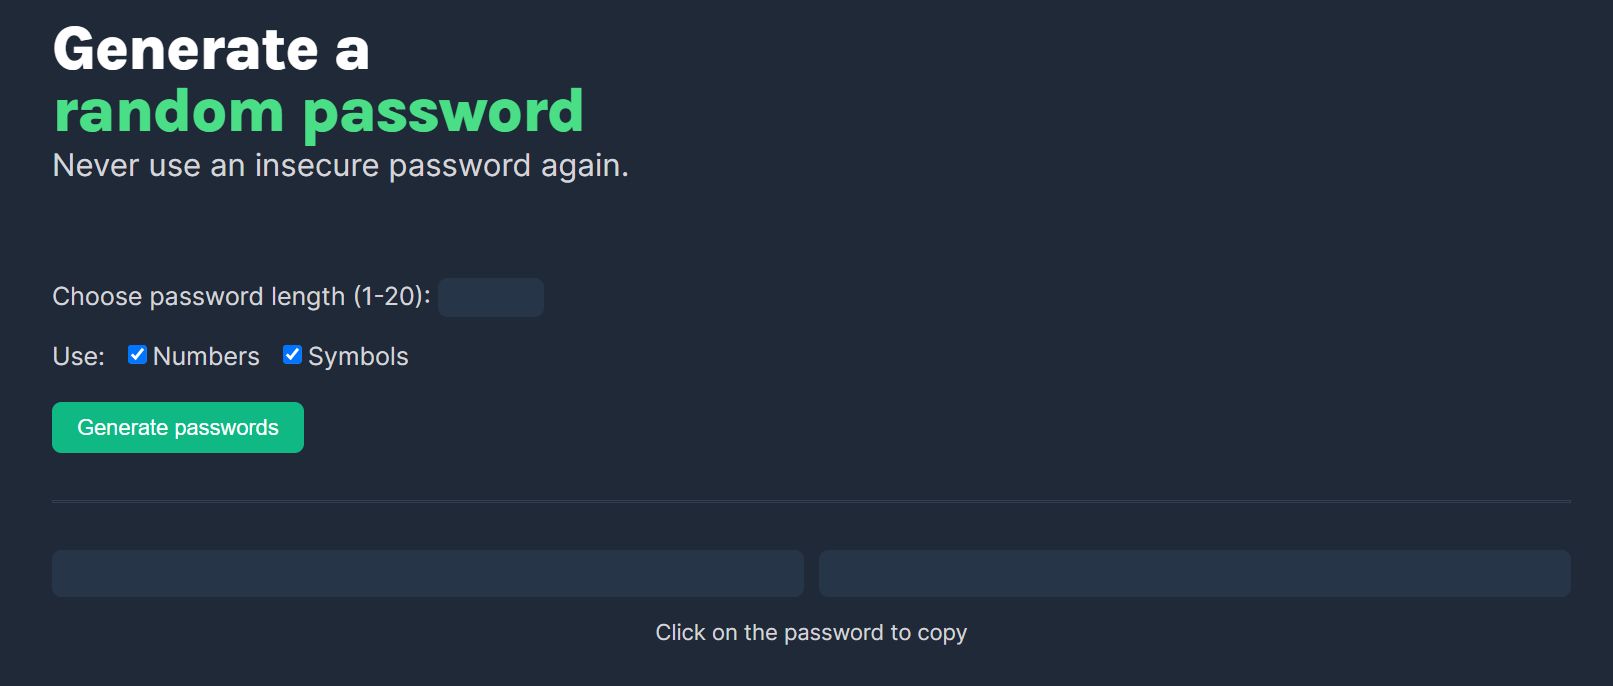 Generate a
random password
Never use an insecure password again.
Choose password length (1-20):
Use: Numbers Symbols
Generate passwords
Click on the password to copy